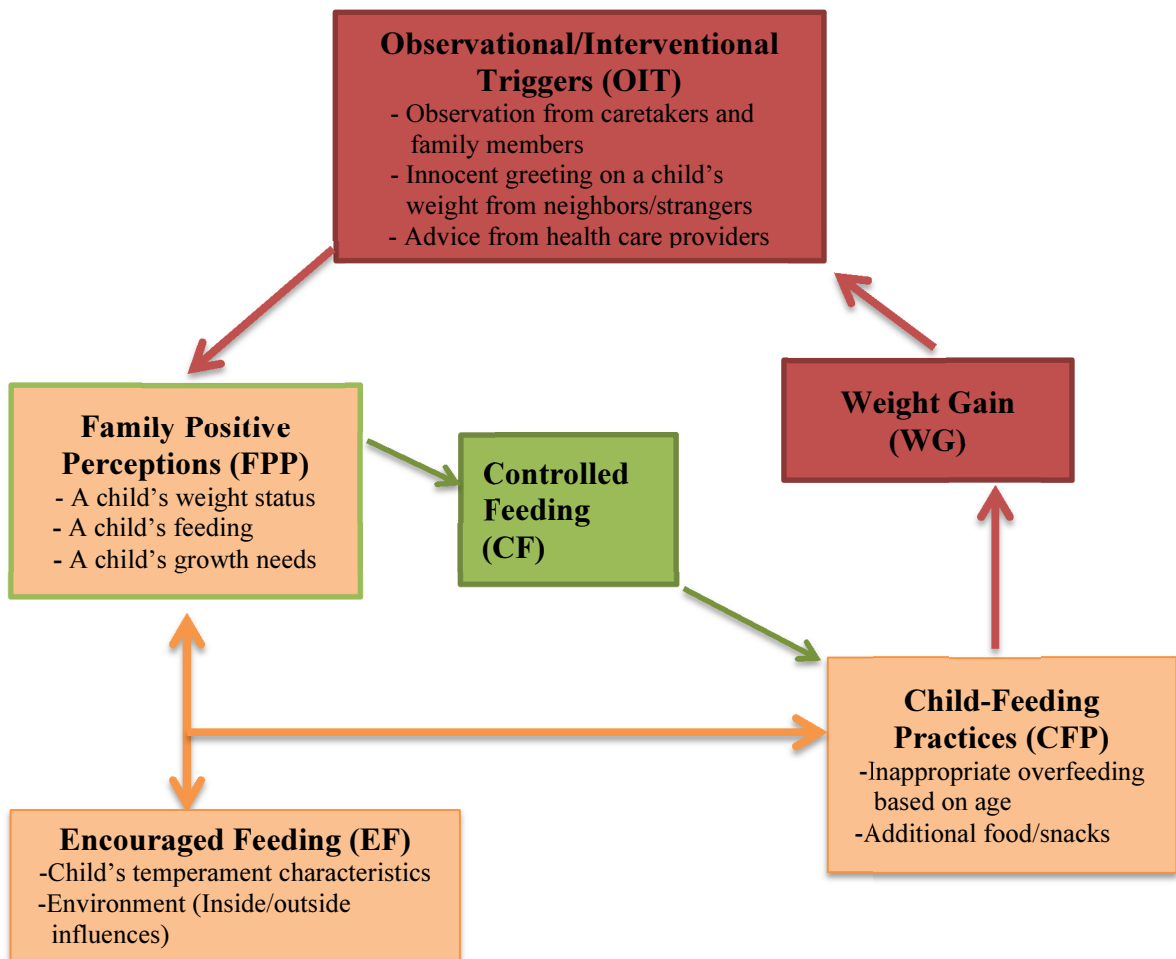 Observational/Interventional
Triggers (OIT)
- Observation from caretakers and
family members
- Innocent greeting on a child's
weight from neighbors/strangers
- Advice from health care providers
Family Positive
Perceptions (FPP)
- A child's weight status
- A child's feeding
- A child's growth needs
Controlled
Feeding
(CF)
Weight Gain
(WG)
Child-Feeding
Practices (CFP)
-Inappropriate overfeeding
based on age
-Additional food/snacks
Encouraged Feeding (EF)
-Child's temperament characteristics
-Environment (Inside/outside
influences)